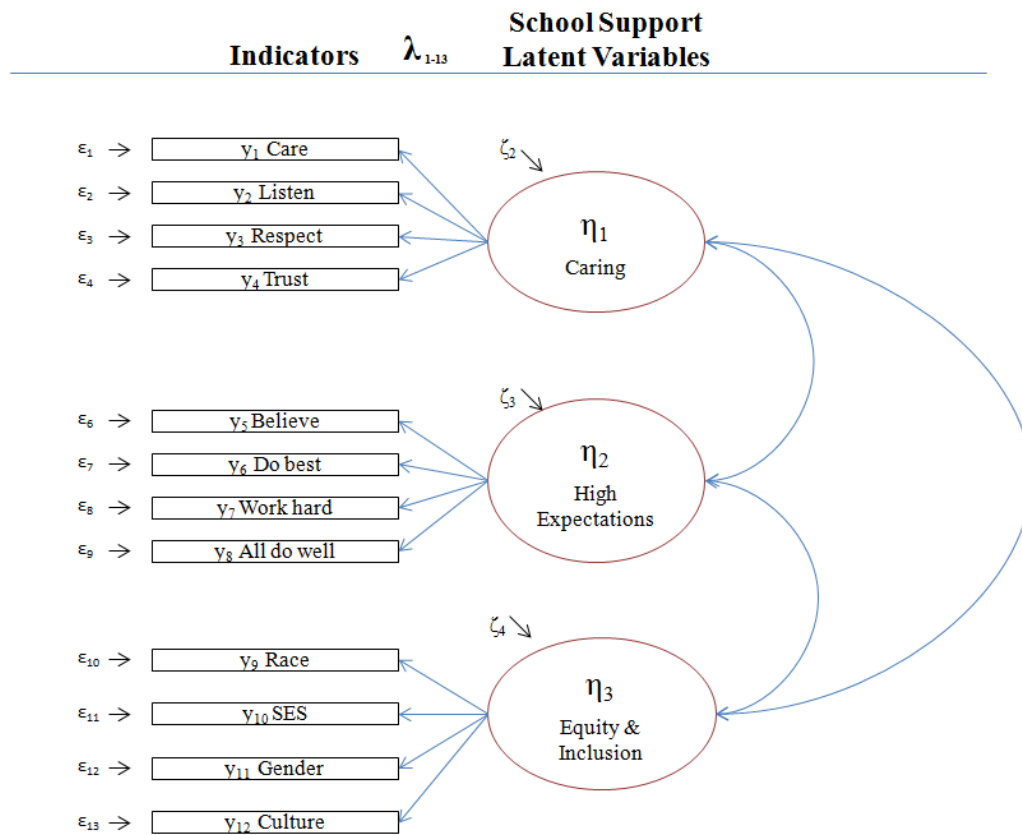 Indicators
λ 1-13
School Support
Latent Variables
ε1 → y1 Care
ε2 → y2 Listen
ε3 → y3 Respect
ε4 → y4 Trust
ζ2
η1
Caring
ε6 → y5 Believe
ε7 → y6 Do best
ε8 → y7 Work hard
ε9 → y8 All do well
ζ3
η2
High
Expectations
ε10 → y9 Race
ε11 → y10 SES
ε12 → y11 Gender
ε13 → y12 Culture
ζ4
η3
Equity &
Inclusion